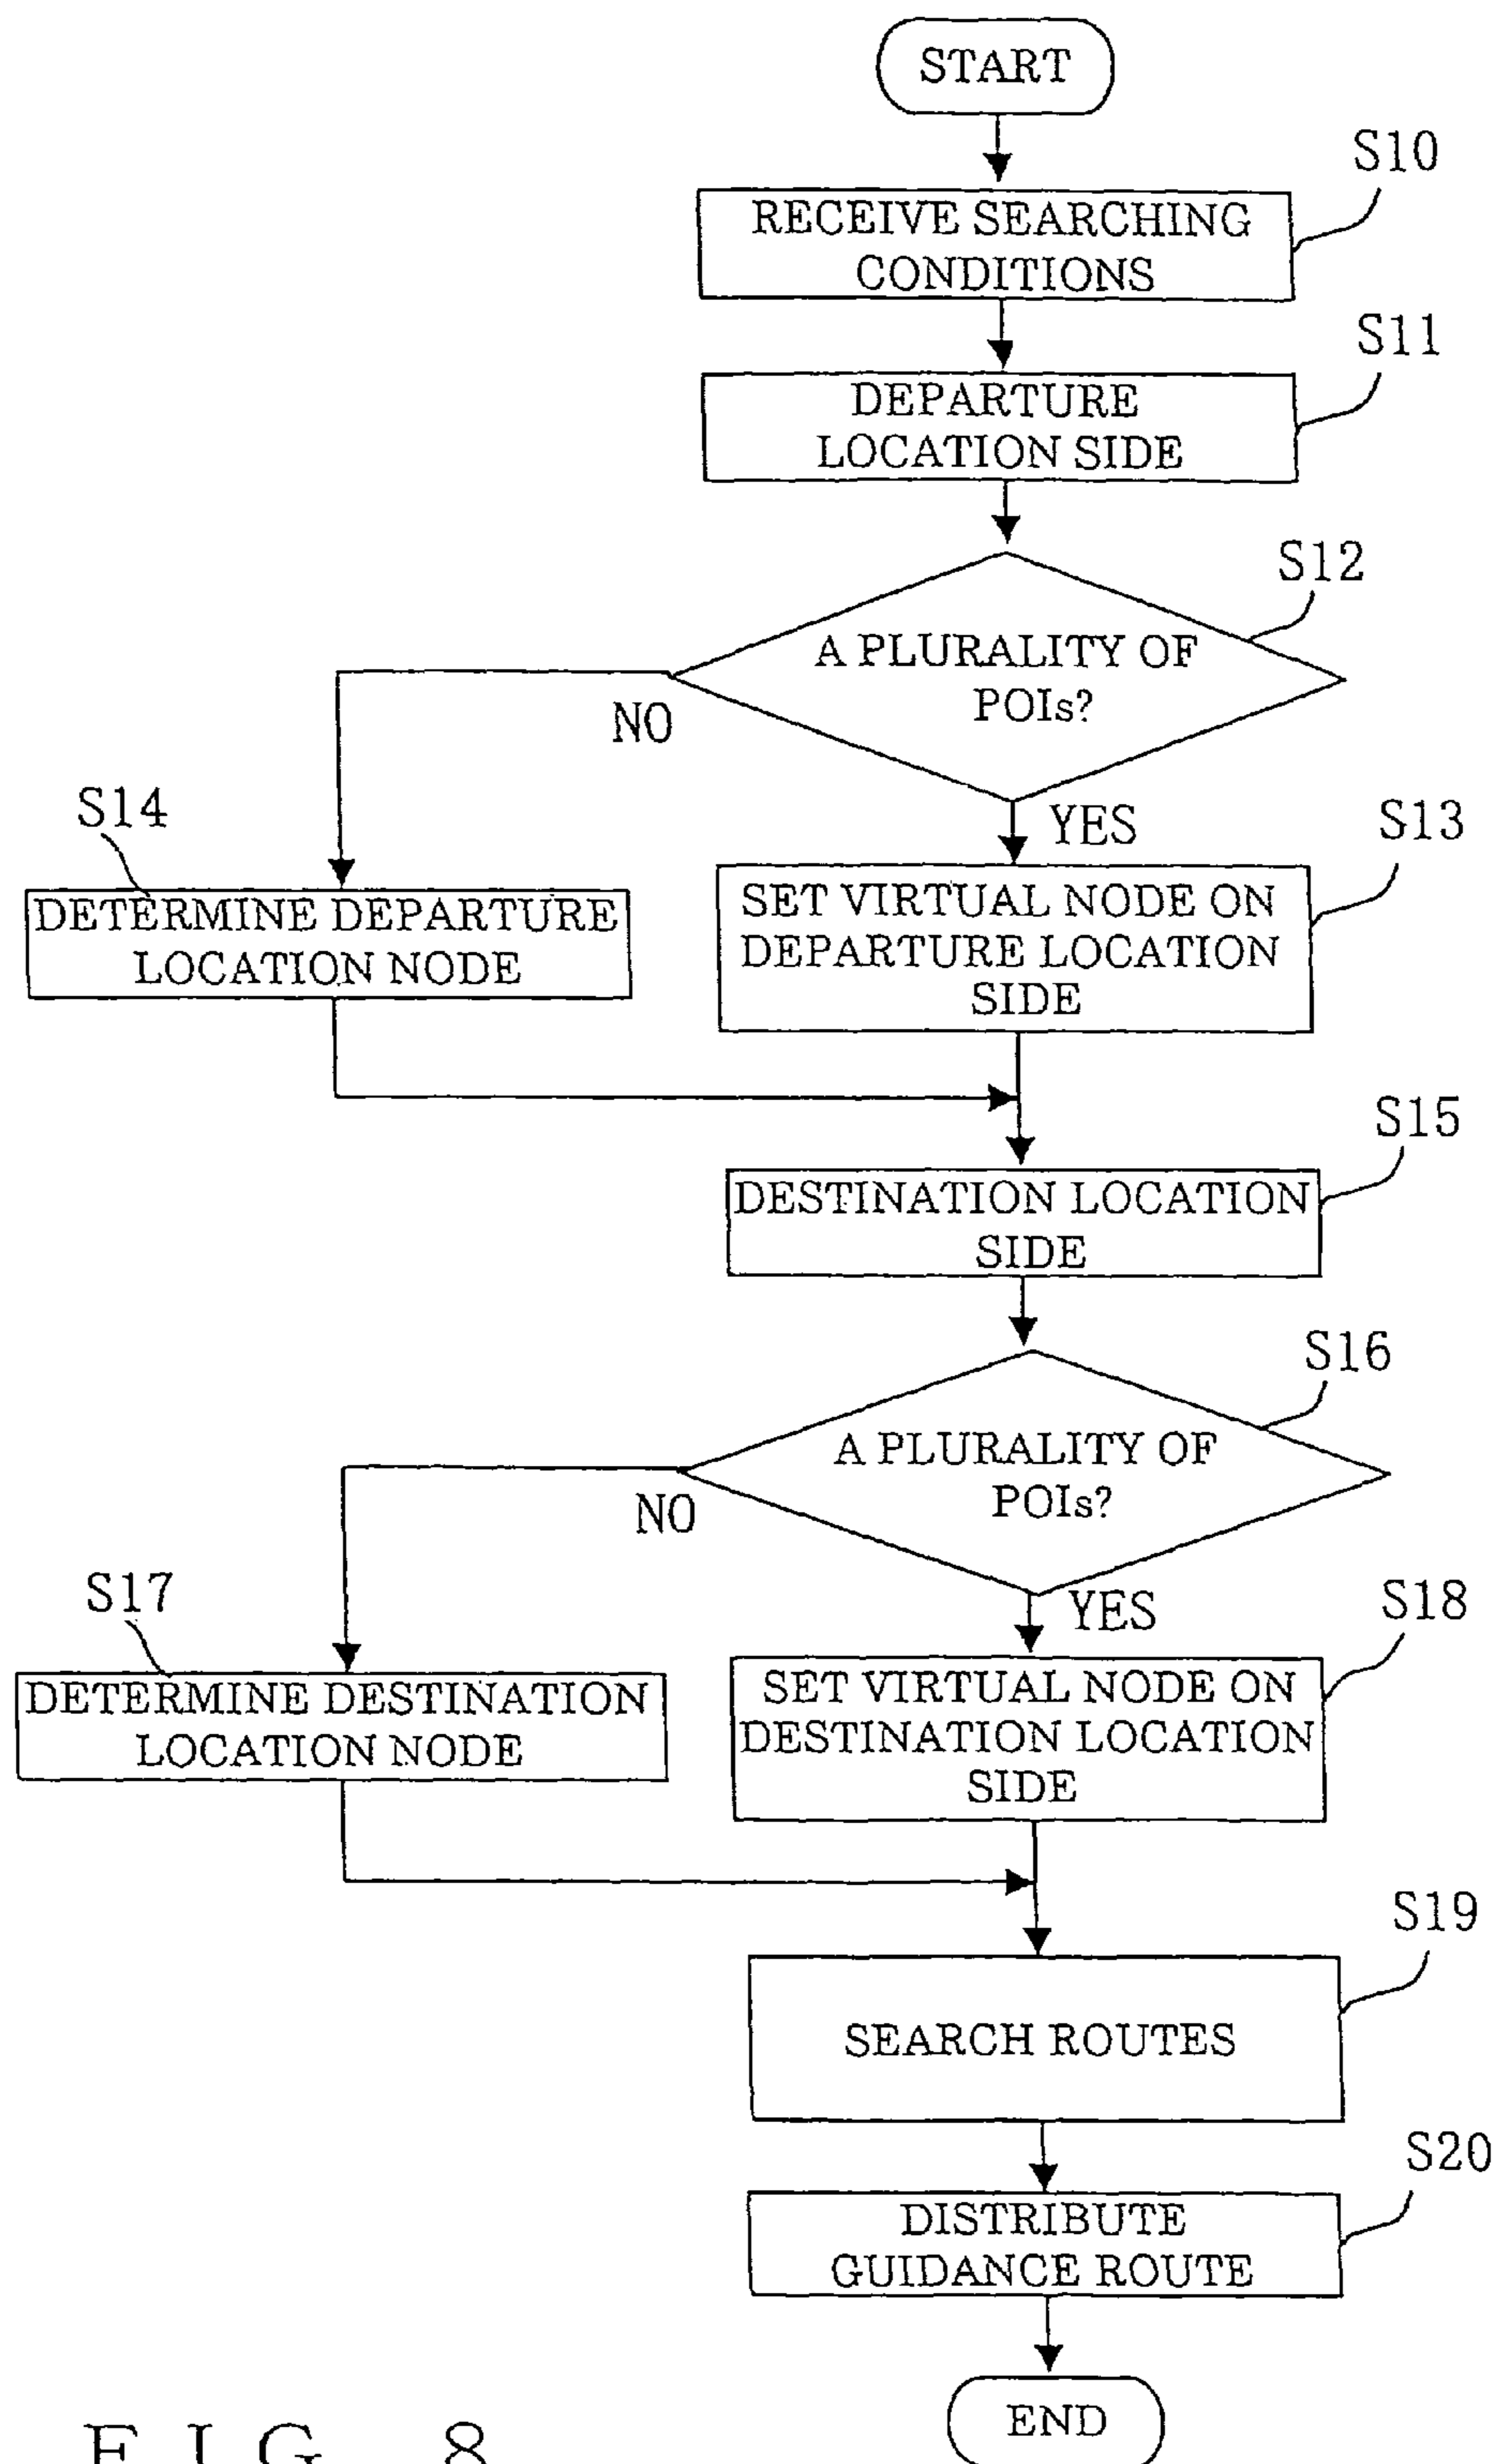 START
S10
RECEIVE SEARCHING
CONDITIONS
S11
DEPARTURE
LOCATION SIDE
S12
A PLURALITY OF
POIs?
NO
YES
S14
S13
DETERMINE DEPARTURE
LOCATION NODE
SET VIRTUAL NODE ON
DEPARTURE LOCATION
SIDE
S15
DESTINATION LOCATION
SIDE
S16
A PLURALITY OF
POIs?
NO
YES
S17
S18
DETERMINE DESTINATION
LOCATION NODE
SET VIRTUAL NODE ON
DESTINATION LOCATION
SIDE
S19
SEARCH ROUTES
S20
DISTRIBUTE
GUIDANCE ROUTE
END
FIG. 8